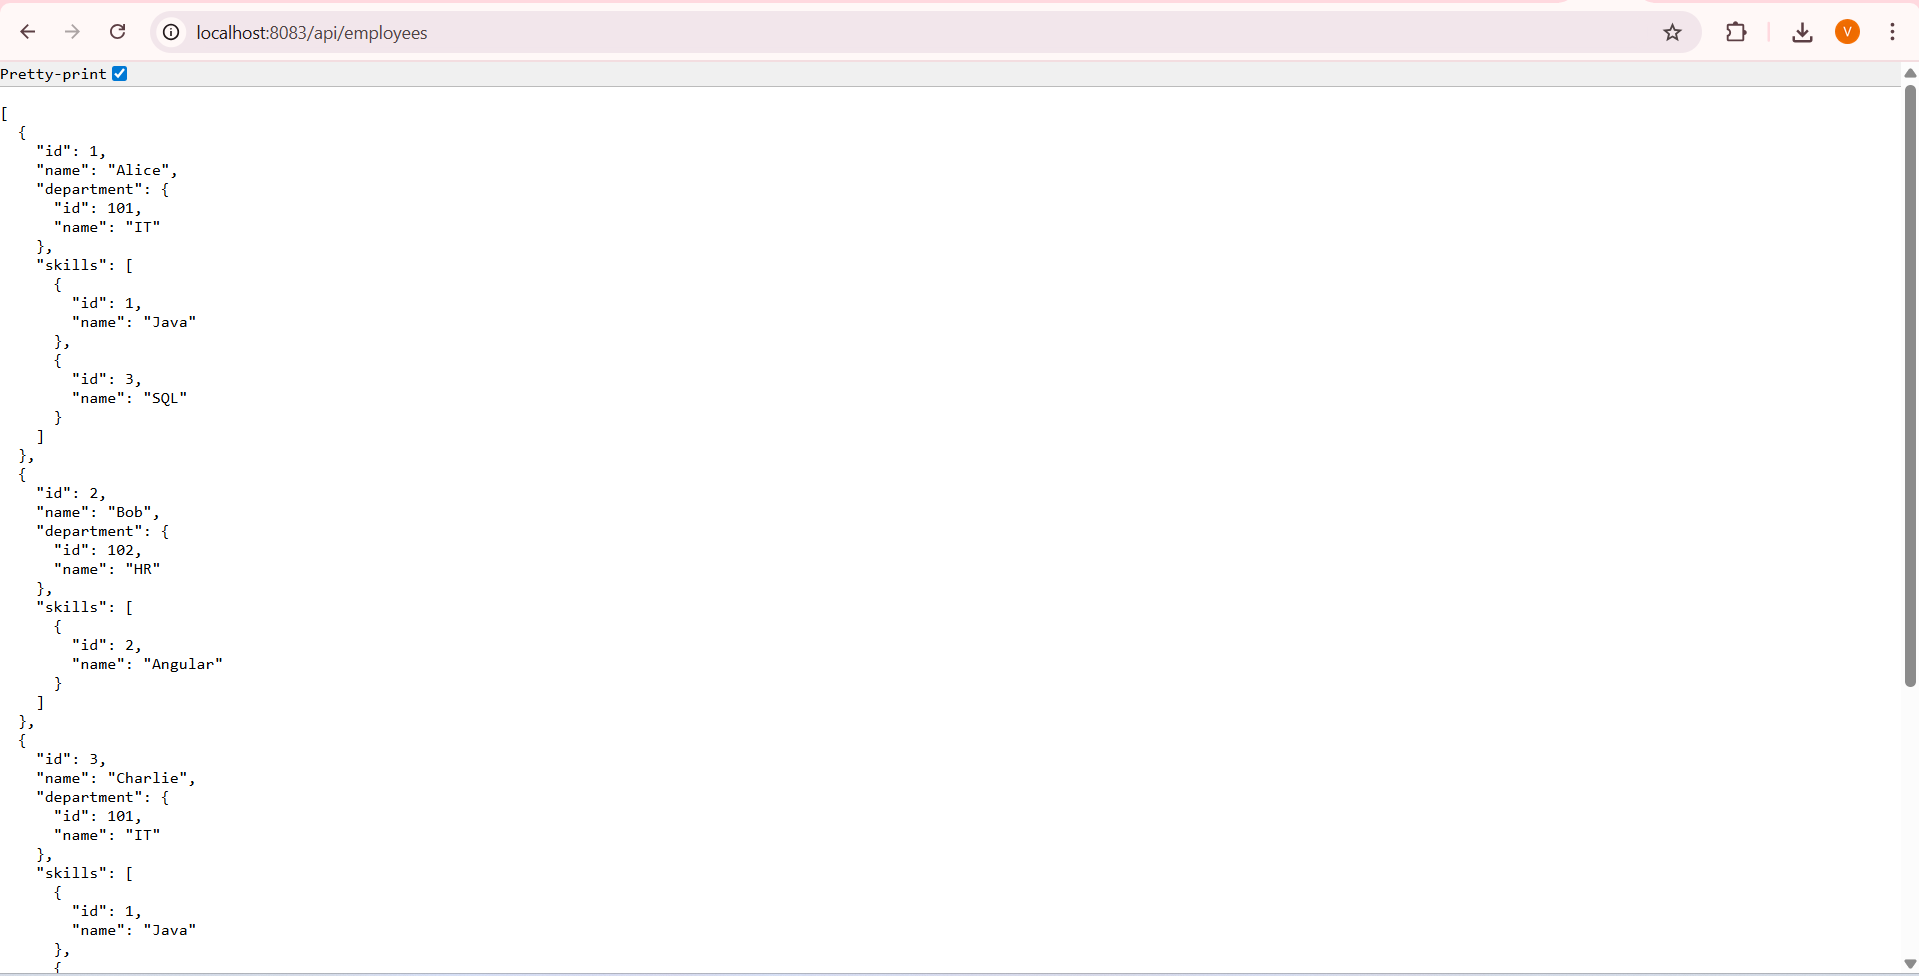 localhost:8083/api/employees
V
Pretty-print
[
  {
    "id": 1,
    "name": "Alice",
    "department": {
      "id": 101,
      "name": "IT"
    },
    "skills": [
      {
        "id": 1,
        "name": "Java"
      },
      {
        "id": 3,
        "name": "SQL"
      }
    ]
  },
  {
    "id": 2,
    "name": "Bob",
    "department": {
      "id": 102,
      "name": "HR"
    },
    "skills": [
      {
        "id": 2,
        "name": "Angular"
      }
    ]
  },
  {
    "id": 3,
    "name": "Charlie",
    "department": {
      "id": 101,
      "name": "IT"
    },
    "skills": [
      {
        "id": 1,
        "name": "Java"
      },
      {